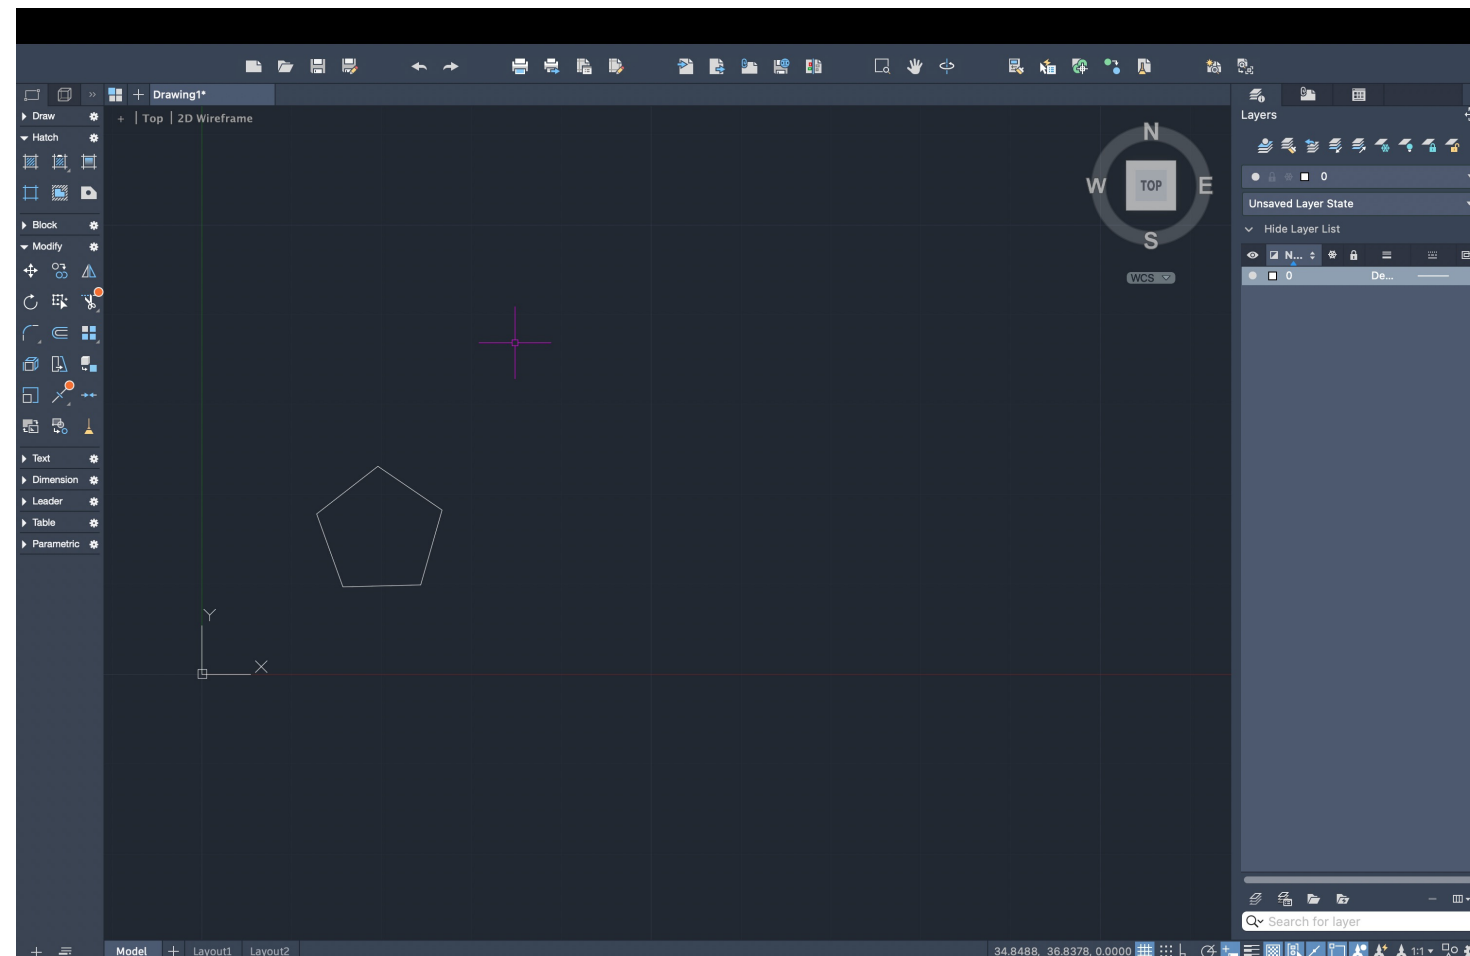 Drawing1*
Draw
Hatch
Block
Modify
Text
Dimension
Leader
Table
Parametric
+ | Top | 2D Wireframe
N
W TOP E
S
WCS
Y
X
Layers
0
Unsaved Layer State
Hide Layer List
N...
0 De...
Search for layer
Model + Layout1 Layout2
34.8488, 36.8378, 0.0000
1:1